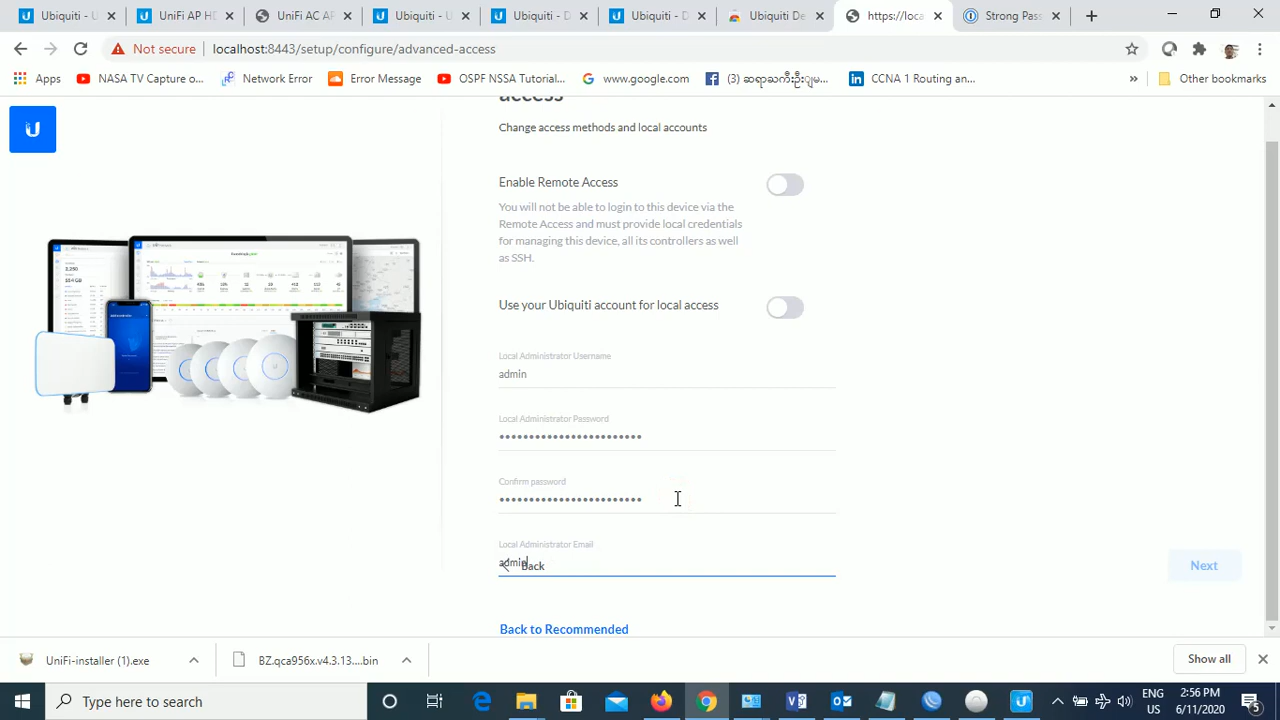 Ubiquiti - U
UniFi AP HD
UniFi AC AP
Ubiquiti - U
Ubiquiti - D
Ubiquiti - D
Ubiquiti De
https://loca
Strong Pass
Not secure
localhost:8443/setup/configure/advanced-access
Apps
NASA TV Capture o...
Network Error
Error Message
OSPF NSSA Tutorial...
www.google.com
CCNA 1 Routing an...
»
Other bookmarks
access
Change access methods and local accounts
Enable Remote Access
You will not be able to login to this device via the
Remote Access and must provide local credentials
for managing this device, all its controllers as well
as SSH.
Use your Ubiquiti account for local access
Local Administrator Username
admin
Local Administrator Password
••••••••••••••••••••••••
Confirm password
••••••••••••••••••••••••
Local Administrator Email
admin
Back
Next
Back to Recommended
UniFi-installer (1).exe
BZ.qca956x.v4.3.13....bin
Show all
Type here to search
ENG
US
2:56 PM
6/11/2020
5